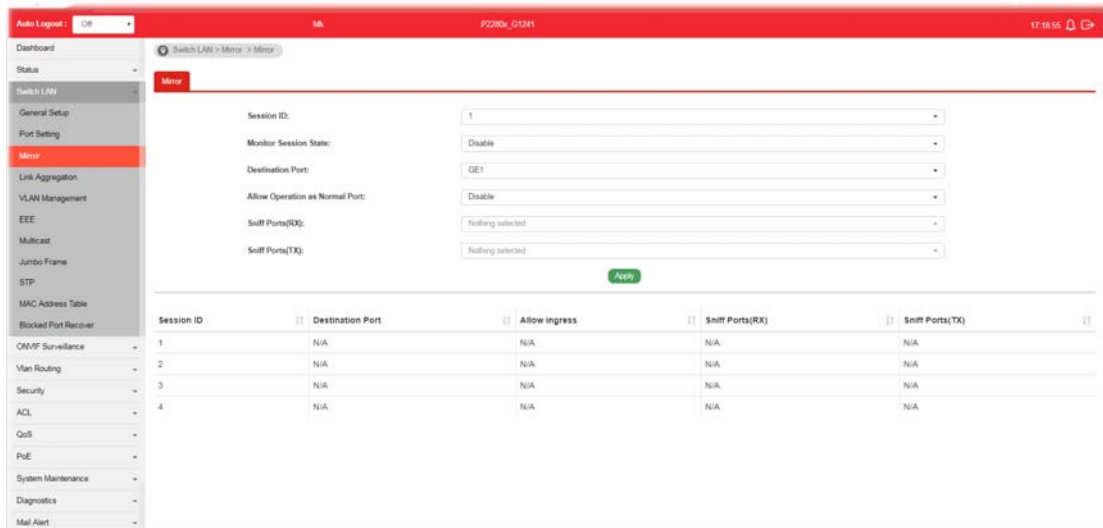 Auto Logout : Off Mk P2280x_G1241 17:18:55
Dashboard
Status
Switch LAN
General Setup
Port Setting
Mirror
Link Aggregation
VLAN Management
EEE
Multicast
Jumbo Frame
STP
MAC Address Table
Blocked Port Recover
ONVIF Surveillance
Vlan Routing
Security
ACL
QoS
PoE
System Maintenance
Diagnostics
Mail Alert
Switch LAN > Mirror > Mirror
Mirror
Session ID: 1
Monitor Session State: Disable
Destination Port: GE1
Allow Operation as Normal Port: Disable
Sniff Ports(RX): Nothing selected
Sniff Ports(TX): Nothing selected
Apply
Session ID Destination Port Allow ingress Sniff Ports(RX) Sniff Ports(TX)
1 N/A N/A N/A N/A
2 N/A N/A N/A N/A
3 N/A N/A N/A N/A
4 N/A N/A N/A N/A